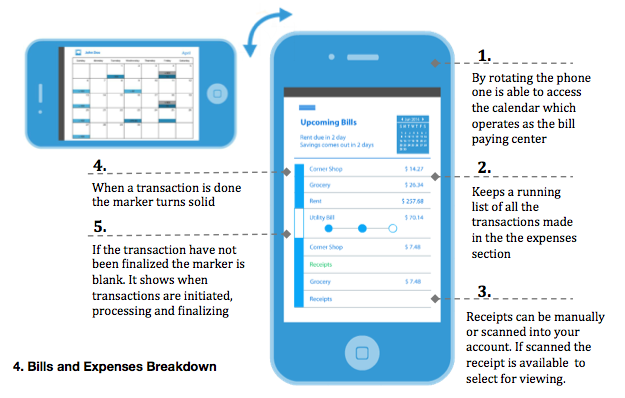 1.
By rotating the phone
one is able to access
the calendar which
operates as the bill
paying center
2.
Keeps a running
list of all the
transactions made
in the the expenses
section
3.
Receipts can be manually
or scanned into your
account. If scanned the
receipt is available to
select for viewing.
4.
When a transaction is done
the marker turns solid
5.
If the transaction have not
been finalized the marker is
blank. It shows when
transactions are initiated,
processing and finalizing
4. Bills and Expenses Breakdown
Upcoming Bills
Rent due in 2 day
Savings comes out in 2 days
Corner Shop $ 14.27
Grocery $ 26.34
Rent $ 237.68
Utility Bill $ 70.14
Corner Shop $ 7.48
Receipts
Grocery $ 7.48
Receipts